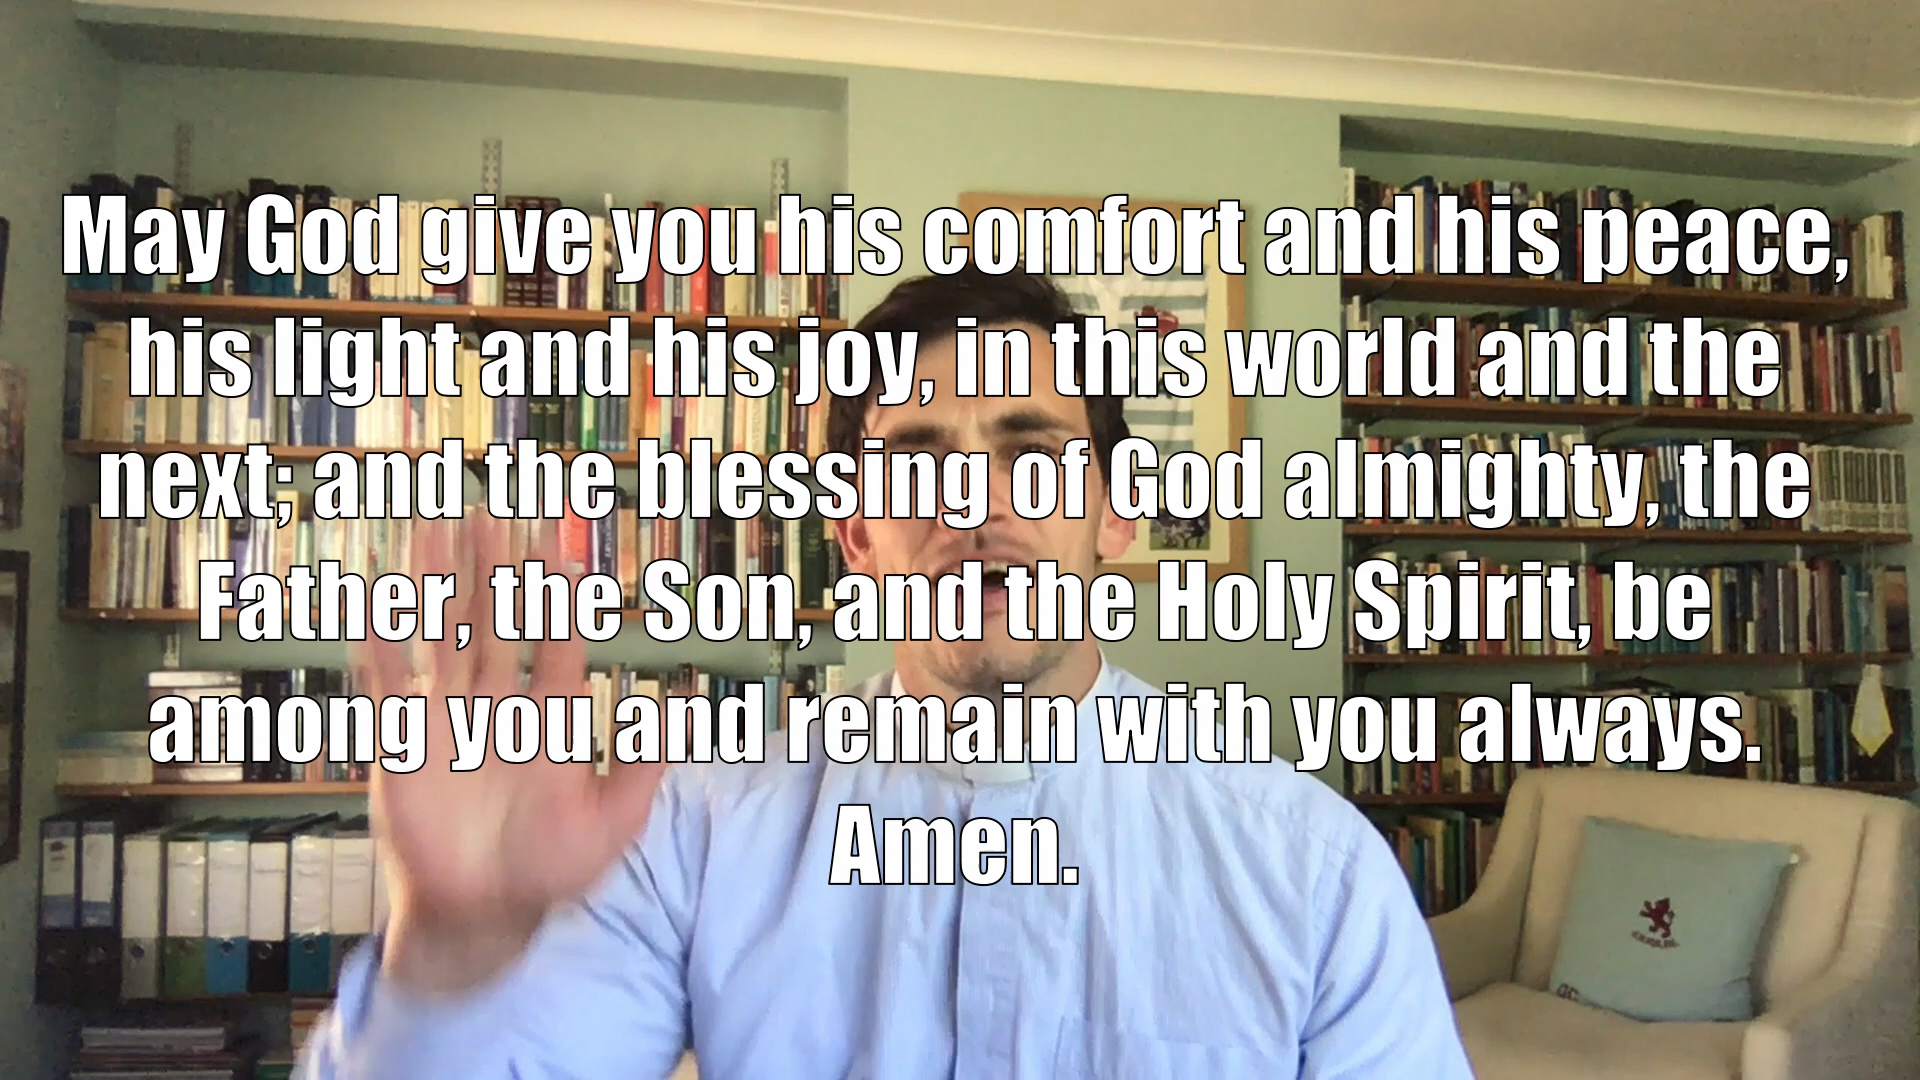 May God give you his comfort and his peace,
his light and his joy, in this world and the
next; and the blessing of God almighty, the
Father, the Son, and the Holy Spirit, be
among you and remain with you always.
Amen.